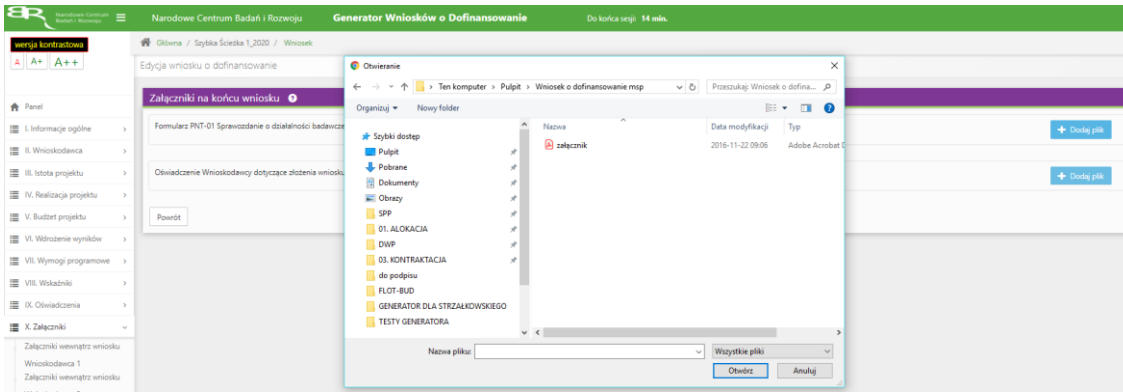 Narodowe Centrum
Badań i Rozwoju
Narodowe Centrum Badań i Rozwoju
Generator Wniosków o Dofinansowanie
Do końca sesji: 14 min.
wersja kontrastowa
A A+ A++
Główna / Szybka Ścieżka 1_2020 / Wniosek
Edycja wniosku o dofinansowanie
Załączniki na końcu wniosku
Formularz PNT-01 Sprawozdanie o działalności badawcze
Dodaj plik
Oświadczenie Wnioskodawcy dotyczące złożenia wniosku
Dodaj plik
Powrót
Panel
I. Informacje ogólne
II. Wnioskodawca
III. Istota projektu
IV. Realizacja projektu
V. Budżet projektu
VI. Wdrożenie wyników
VII. Wymogi programowe
VIII. Wskaźniki
IX. Oświadczenia
X. Załączniki
Załączniki wewnątrz wniosku
Wnioskodawca 1
Załączniki wewnątrz wniosku
Otwieranie
Ten komputer > Pulpit > Wniosek o dofinansowanie msp
Przeszukaj: Wniosek o dofina...
Organizuj
Nowy folder
Nazwa
Data modyfikacji
Typ
Szybki dostęp
Pulpit
Pobrane
Dokumenty
Obrazy
SPP
01. ALOKACJA
DWP
03. KONTRAKTACJA
do podpisu
FLOT-BUD
GENERATOR DLA STRZAŁKOWSKIEGO
TESTY GENERATORA
załącznik
2016-11-22 09:06
Adobe Acrobat D
Nazwa pliku:
Wszystkie pliki
Otwórz
Anuluj